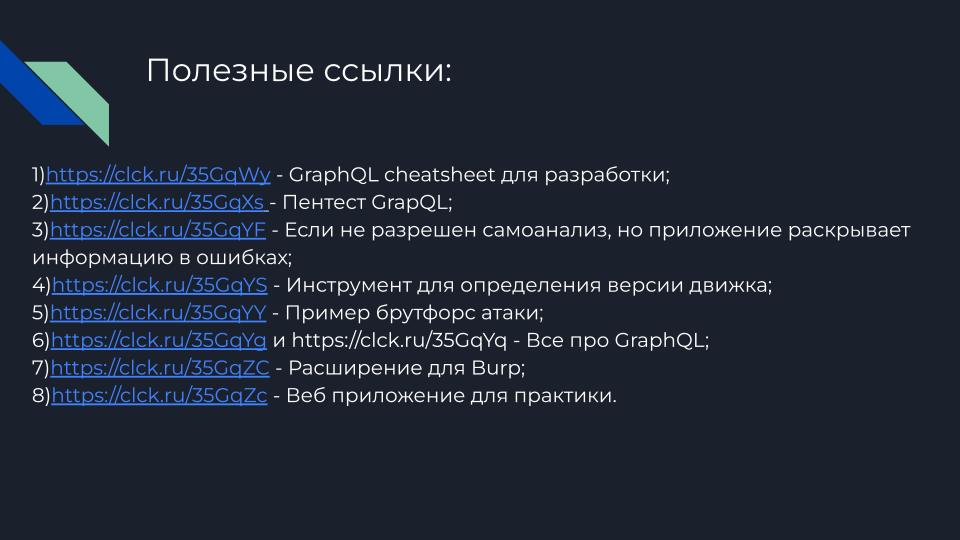 Полезные ссылки:
1)https://clck.ru/35GqWy - GraphQL cheatsheet для разработки;
2)https://clck.ru/35GqXs - Пентест GrapQL;
3)https://clck.ru/35GqYF - Если не разрешен самоанализ, но приложение раскрывает
информацию в ошибках;
4)https://clck.ru/35GqYS - Инструмент для определения версии движка;
5)https://clck.ru/35GqYY - Пример брутфорс атаки;
6)https://clck.ru/35GqYg и https://clck.ru/35GqYq - Все про GraphQL;
7)https://clck.ru/35GqZC - Расширение для Burp;
8)https://clck.ru/35GqZc - Веб приложение для практики.